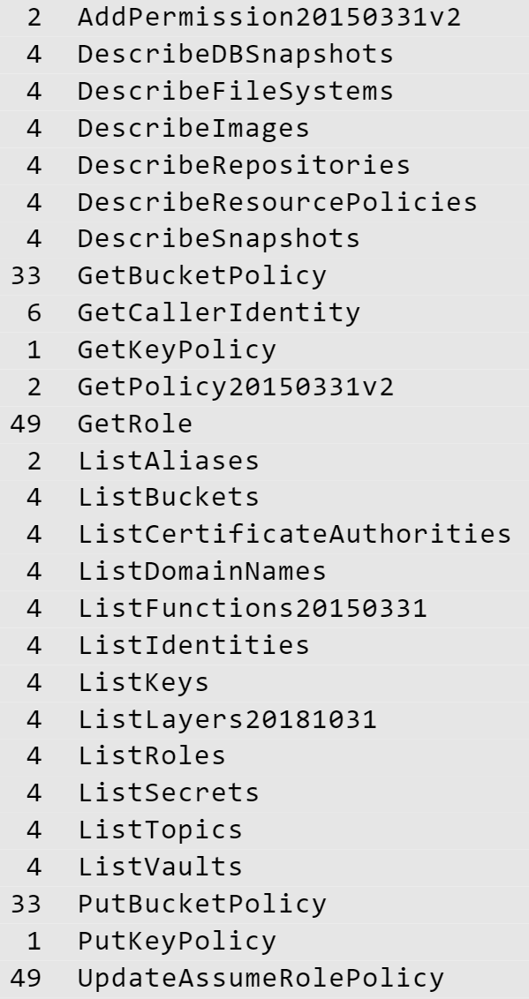 2 AddPermission20150331v2
4 DescribeDBSnapshots
4 DescribeFileSystems
4 DescribeImages
4 DescribeRepositories
4 DescribeResourcePolicies
4 DescribeSnapshots
33 GetBucketPolicy
6 GetCallerIdentity
1 GetKeyPolicy
2 GetPolicy20150331v2
49 GetRole
2 ListAliases
4 ListBuckets
4 ListCertificateAuthorities
4 ListDomainNames
4 ListFunctions20150331
4 ListIdentities
4 ListKeys
4 ListLayers20181031
4 ListRoles
4 ListSecrets
4 ListTopics
4 ListVaults
33 PutBucketPolicy
1 PutKeyPolicy
49 UpdateAssumeRolePolicy